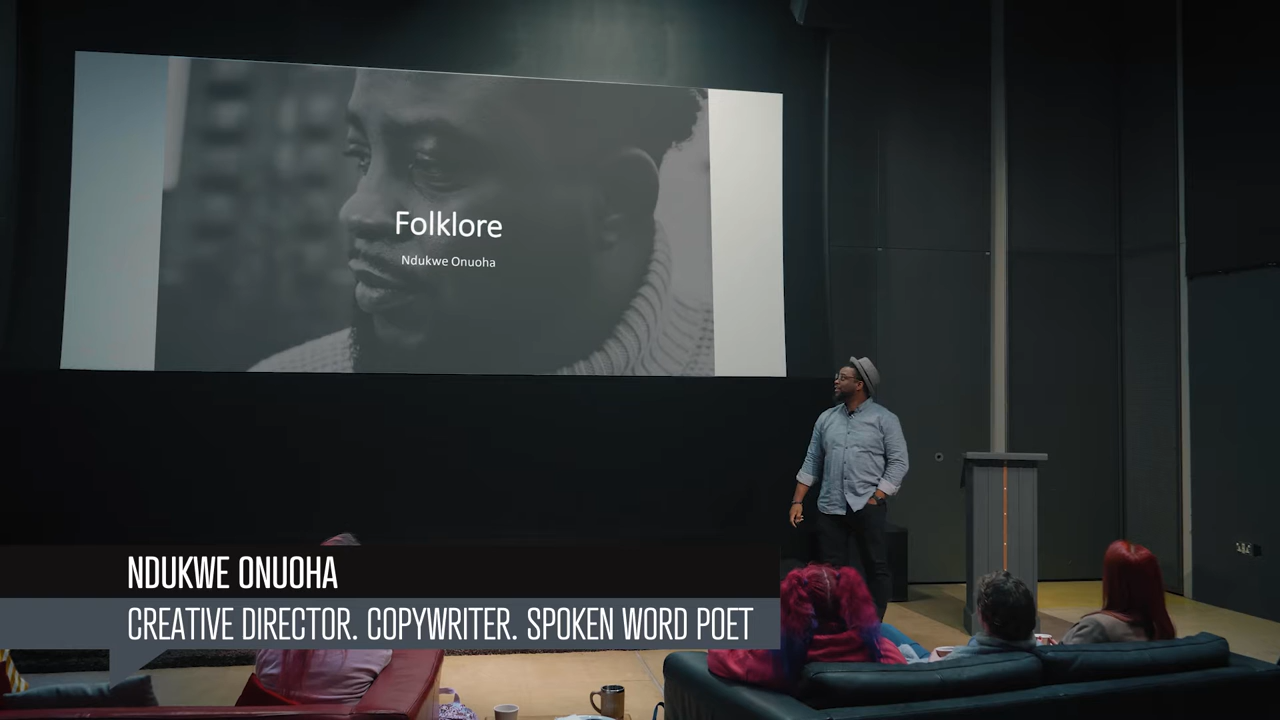 Folklore
Ndukwe Onuoha
NDUKWE ONUOHA
CREATIVE DIRECTOR. COPYWRITER. SPOKEN WORD POET